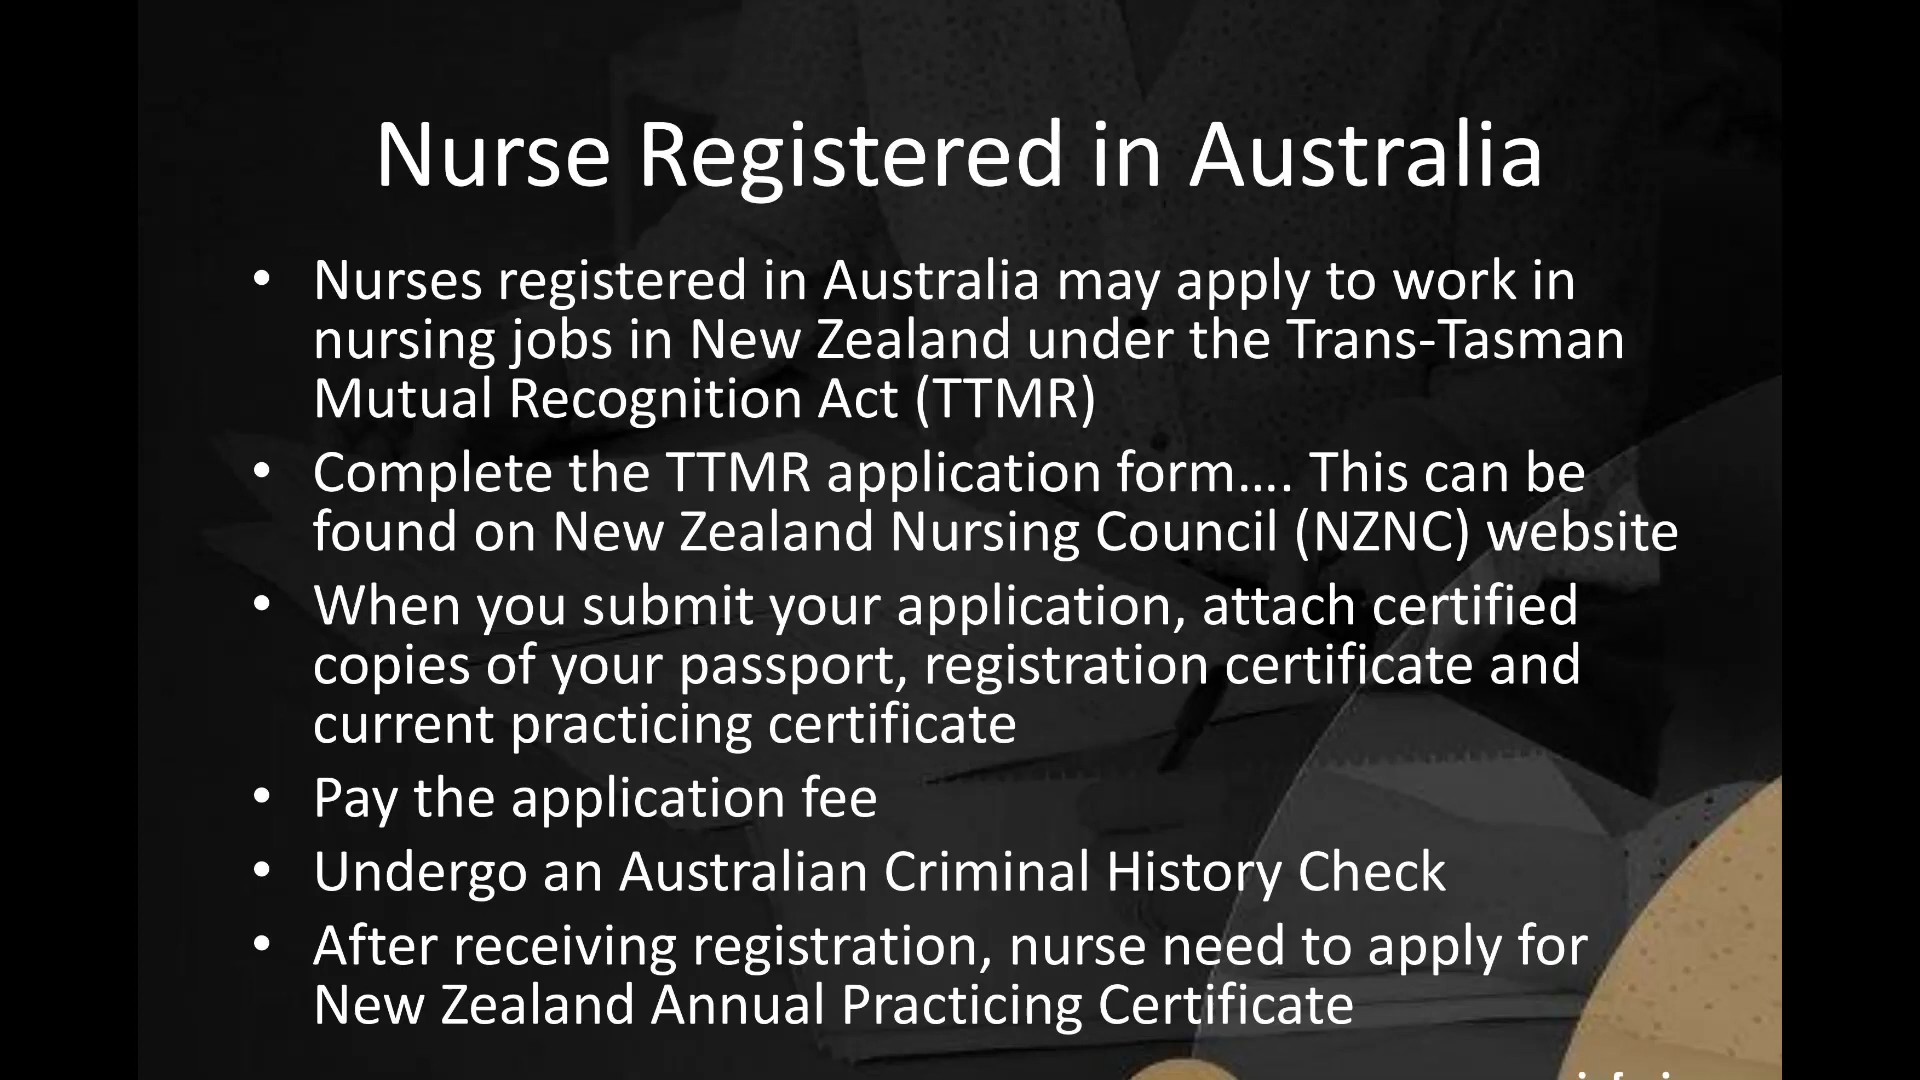 Nurse Registered in Australia
• Nurses registered in Australia may apply to work in
nursing jobs in New Zealand under the Trans-Tasman
Mutual Recognition Act (TTMR)
• Complete the TTMR application form.... This can be
found on New Zealand Nursing Council (NZNC) website
• When you submit your application, attach certified
copies of your passport, registration certificate and
current practicing certificate
• Pay the application fee
• Undergo an Australian Criminal History Check
• After receiving registration, nurse need to apply for
New Zealand Annual Practicing Certificate